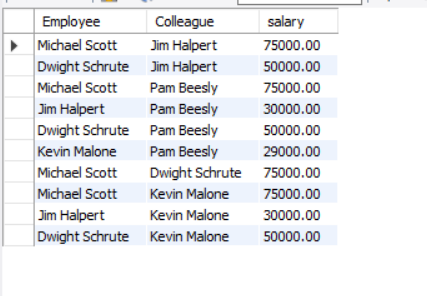 Employee Colleague salary
Michael Scott Jim Halpert 75000.00
Dwight Schrute Jim Halpert 50000.00
Michael Scott Pam Beesly 75000.00
Jim Halpert Pam Beesly 30000.00
Dwight Schrute Pam Beesly 50000.00
Kevin Malone Pam Beesly 29000.00
Michael Scott Dwight Schrute 75000.00
Michael Scott Kevin Malone 75000.00
Jim Halpert Kevin Malone 30000.00
Dwight Schrute Kevin Malone 50000.00